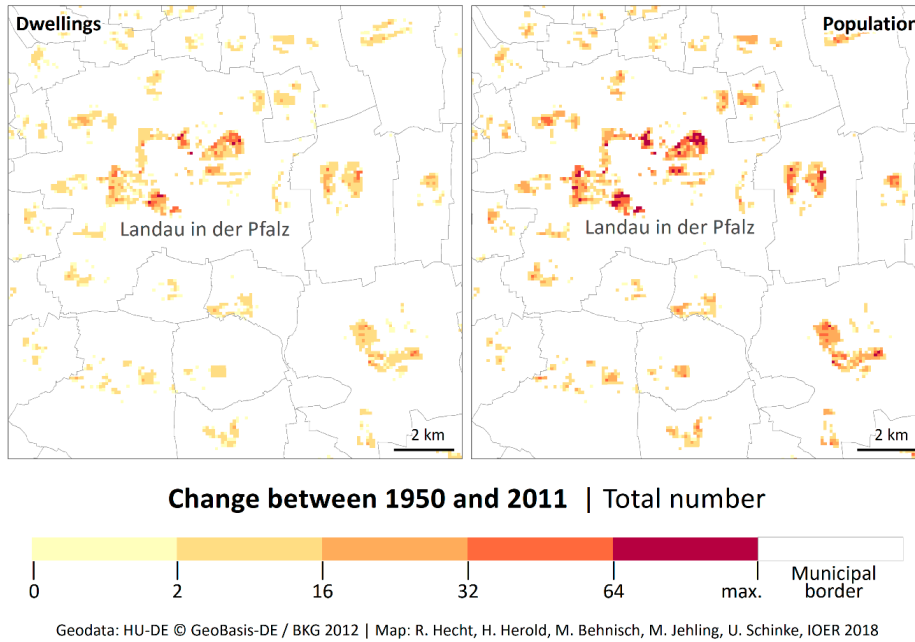 Dwellings
Population
Landau in der Pfalz
Landau in der Pfalz
2 km
2 km
Change between 1950 and 2011 | Total number
0 2 16 32 64 max. Municipal
border
Geodata: HU-DE © GeoBasis-DE / BKG 2012 | Map: R. Hecht, H. Herold, M. Behnisch, M. Jehling, U. Schinke, IOER 2018